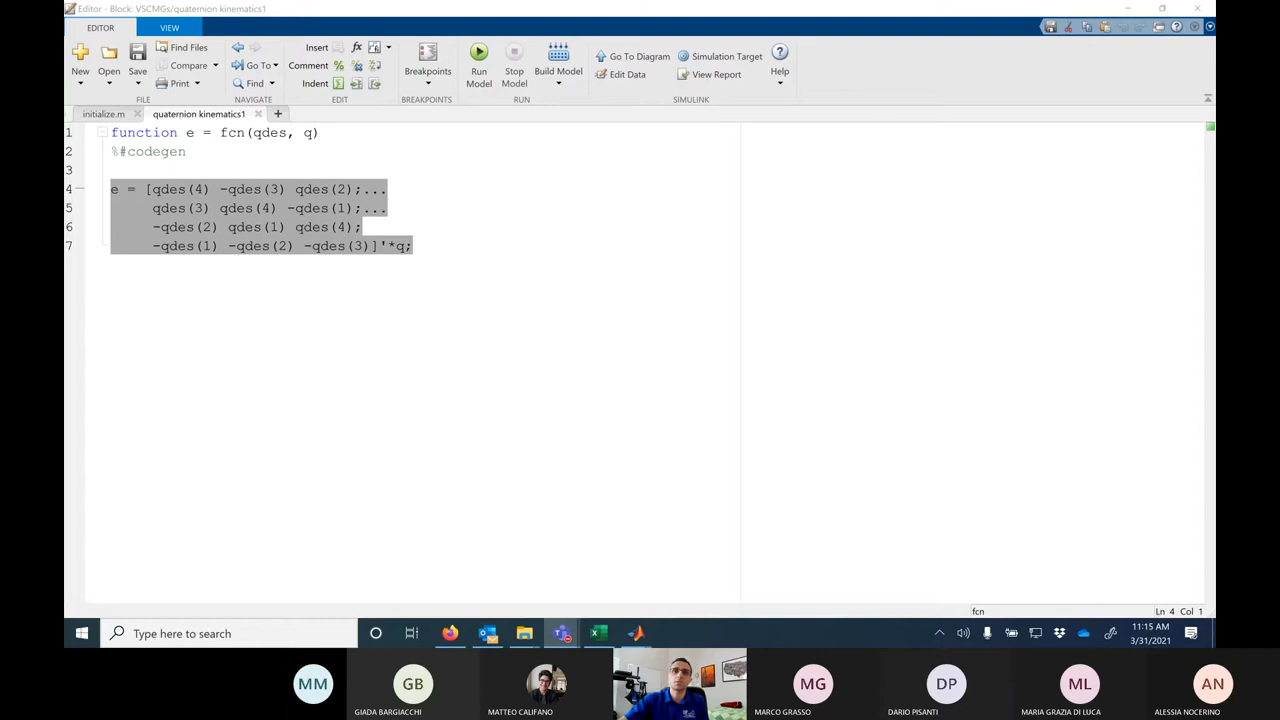 Editor - Block: VSCMGs/quaternion kinematics1
EDITOR VIEW
New Open Save Find Files Compare Print Go To Find Insert Comment Indent fx Breakpoints Run Model Stop Build Model Go To Diagram Edit Data Simulation Target View Report Help
FILE NAVIGATE EDIT BREAKPOINTS RUN SIMULINK
initialize.m quaternion kinematics1
1 function e = fcn(qdes, q)
2 %#codegen
3
4 e = [qdes(4) -qdes(3) qdes(2);...
5 qdes(3) qdes(4) -qdes(1);...
6 -qdes(2) qdes(1) qdes(4);
7 -qdes(1) -qdes(2) -qdes(3)]'*q;
fcn Ln 4 Col 1
Type here to search
11:15 AM
3/31/2021
MM GB MG DP ML AN
GIADA BARGIACCHI MATTEO CALIFANO MARCO GRASSO DARIO PISANTI MARIA GRAZIA DI LUCA ALESSIA NOCERINO